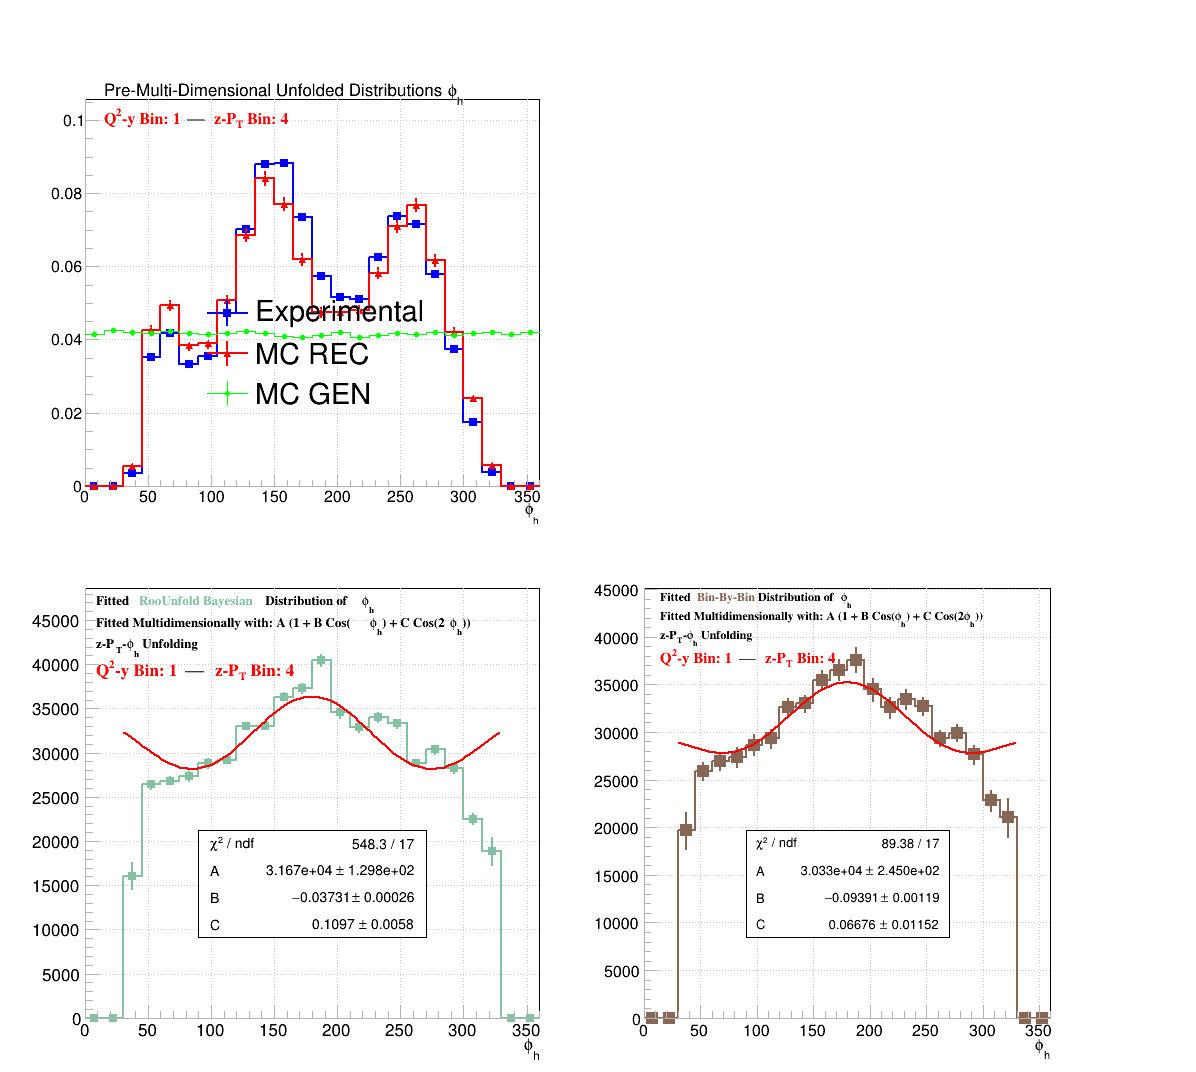 Pre-Multi-Dimensional Unfolded Distributions ϕh
Q²-y Bin: 1 — z-PT Bin: 4
0.1
0.08
0.06
0.04
0.02
0
Experimental
MC REC
MC GEN
0 50 100 150 200 250 300 350
ϕh
Fitted RooUnfold Bayesian Distribution of ϕh
Fitted Multidimensionally with: A (1 + B Cos( ϕh) + C Cos(2 ϕh))
z-PT-ϕh Unfolding
Q²-y Bin: 1 — z-PT Bin: 4
45000
40000
35000
30000
25000
20000
15000
10000
5000
0
χ² / ndf 548.3 / 17
A 3.167e+04 ± 1.298e+02
B −0.03731 ± 0.00026
C 0.1097 ± 0.0058
0 50 100 150 200 250 300 350
ϕh
Fitted Bin-By-Bin Distribution of ϕh
Fitted Multidimensionally with: A (1 + B Cos(ϕh) + C Cos(2ϕh))
z-PT-ϕh Unfolding
Q²-y Bin: 1 — z-PT Bin: 4
45000
40000
35000
30000
25000
20000
15000
10000
5000
0
χ² / ndf 89.38 / 17
A 3.033e+04 ± 2.450e+02
B −0.09391 ± 0.00119
C 0.06676 ± 0.01152
0 50 100 150 200 250 300 350
ϕh